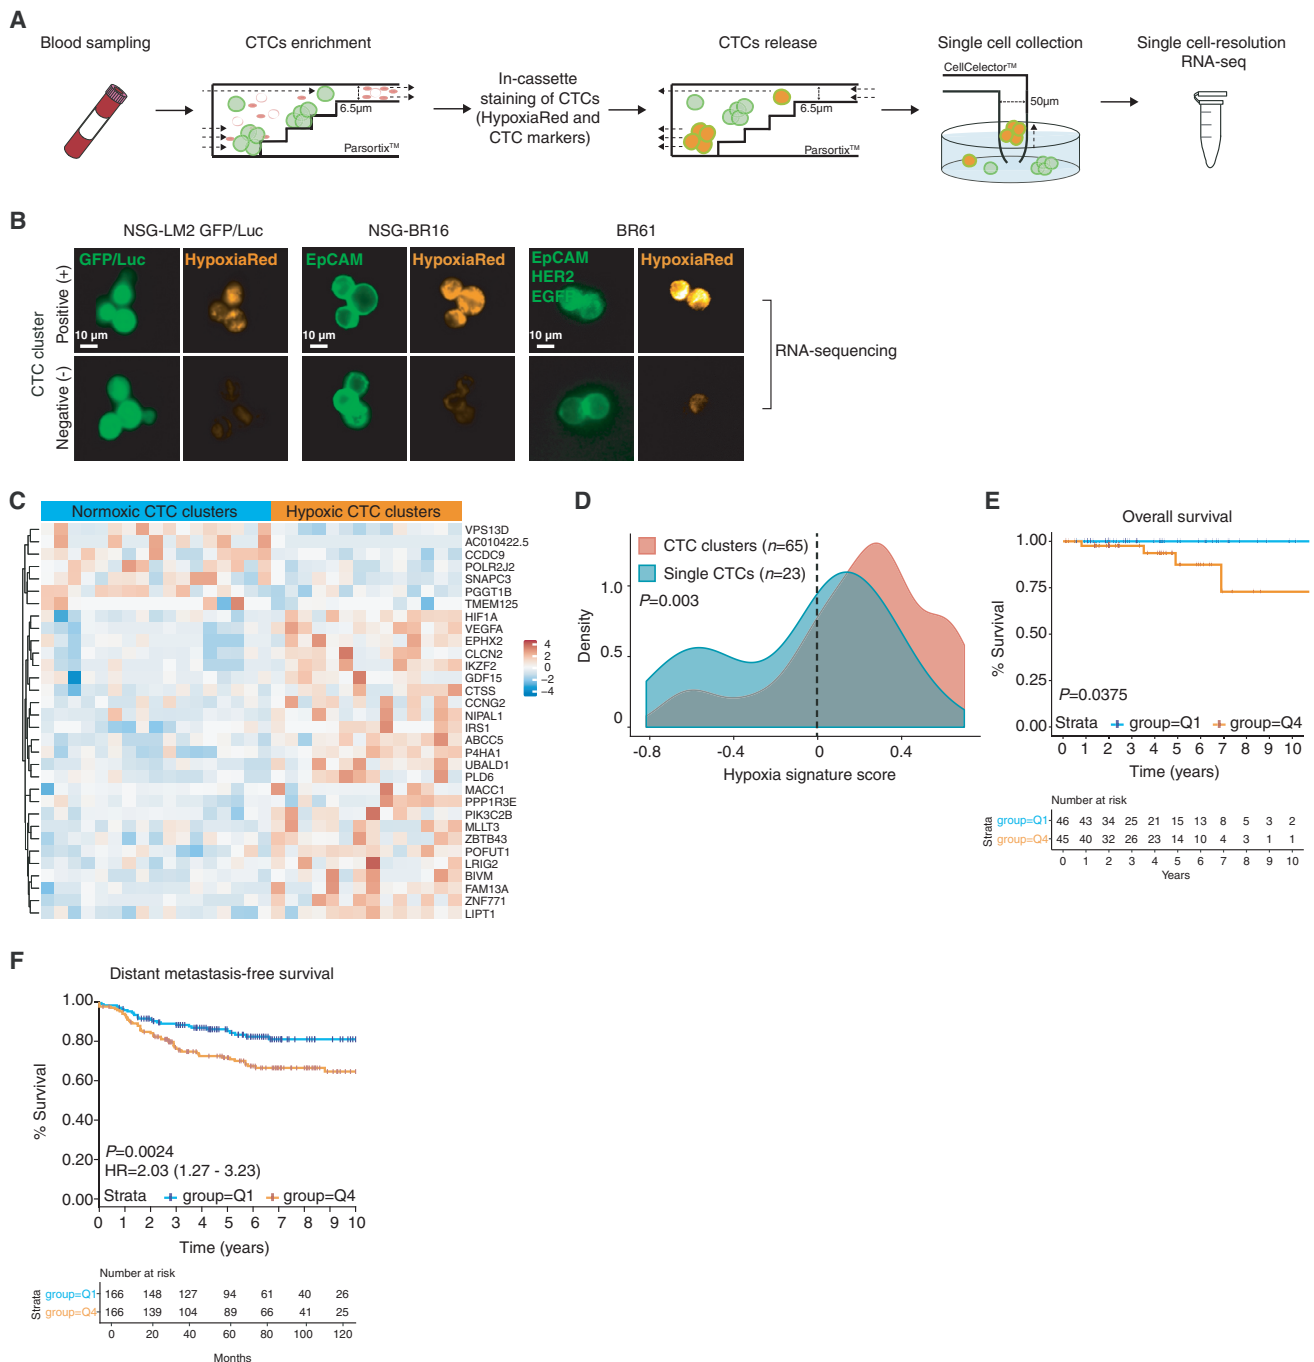 A
Blood sampling
CTCs enrichment
CTCs release
Single cell collection
Single cell-resolution
RNA-seq
In-cassette
staining of CTCs
(HypoxiaRed and
CTC markers)
6.5µm
Parsortix™
6.5µm
Parsortix™
CellCelector™
50µm
B
NSG-LM2 GFP/Luc
NSG-BR16
BR61
CTC cluster
Positive (+)
Negative (-)
GFP/Luc
HypoxiaRed
EpCAM
HypoxiaRed
EpCAM
HER2
EGFR
HypoxiaRed
10 µm
10 µm
10 µm
RNA-sequencing
C
Normoxic CTC clusters
Hypoxic CTC clusters
VPS13D
AC010422.5
CCDC9
POLR2J2
SNAPC3
PGGT1B
TMEM125
HIF1A
VEGFA
EPHX2
CLCN2
IKZF2
GDF15
CTSS
CCNG2
NIPAL1
IRS1
ABCC5
P4HA1
UBALD1
PLD6
MACC1
PPP1R3E
PIK3C2B
MLLT3
ZBTB43
POFUT1
LRIG2
BIVM
FAM13A
ZNF771
LIPT1
4
2
0
−2
−4
D
CTC clusters (n=65)
Single CTCs (n=23)
P=0.003
Density
1.0
0.5
0
-0.8 -0.4 0 0.4
Hypoxia signature score
E
Overall survival
% Survival
1.00
0.75
0.50
0.25
0.00
P=0.0375
Strata group=Q1 group=Q4
0 1 2 3 4 5 6 7 8 9 10
Time (years)
Number at risk
Strata
group=Q1 46 43 34 25 21 15 13 8 5 3 2
group=Q4 45 40 32 26 23 14 10 4 3 1 1
0 1 2 3 4 5 6 7 8 9 10
Years
F
Distant metastasis-free survival
% Survival
1.00
0.80
0.60
0.40
0.20
0.00
P=0.0024
HR=2.03 (1.27 - 3.23)
Strata group=Q1 group=Q4
0 1 2 3 4 5 6 7 8 9 10
Time (years)
Number at risk
Strata
group=Q1 166 148 127 94 61 40 26
group=Q4 166 139 104 89 66 41 25
0 20 40 60 80 100 120
Months